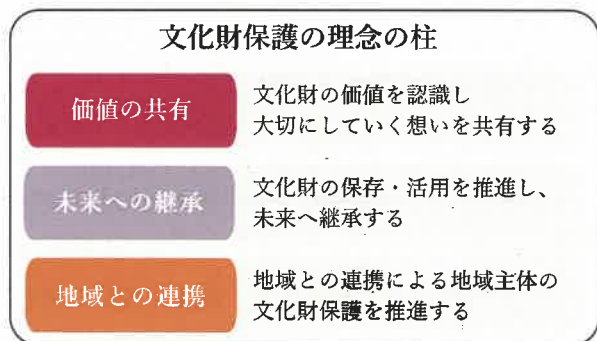 文化財保護の理念の柱
価値の共有
文化財の価値を認識し
大切にしていく想いを共有する
未来への継承
文化財の保存・活用を推進し、
未来へ継承する
地域との連携
地域との連携による地域主体の
文化財保護を推進する